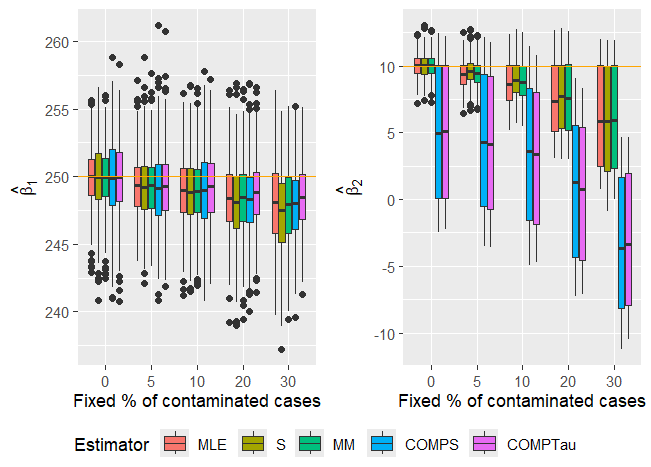 260
255
250
245
240
β̂1
0 5 10 20 30
Fixed % of contaminated cases
10
5
0
-5
-10
β̂2
0 5 10 20 30
Fixed % of contaminated cases
Estimator MLE S MM COMPS COMPTau